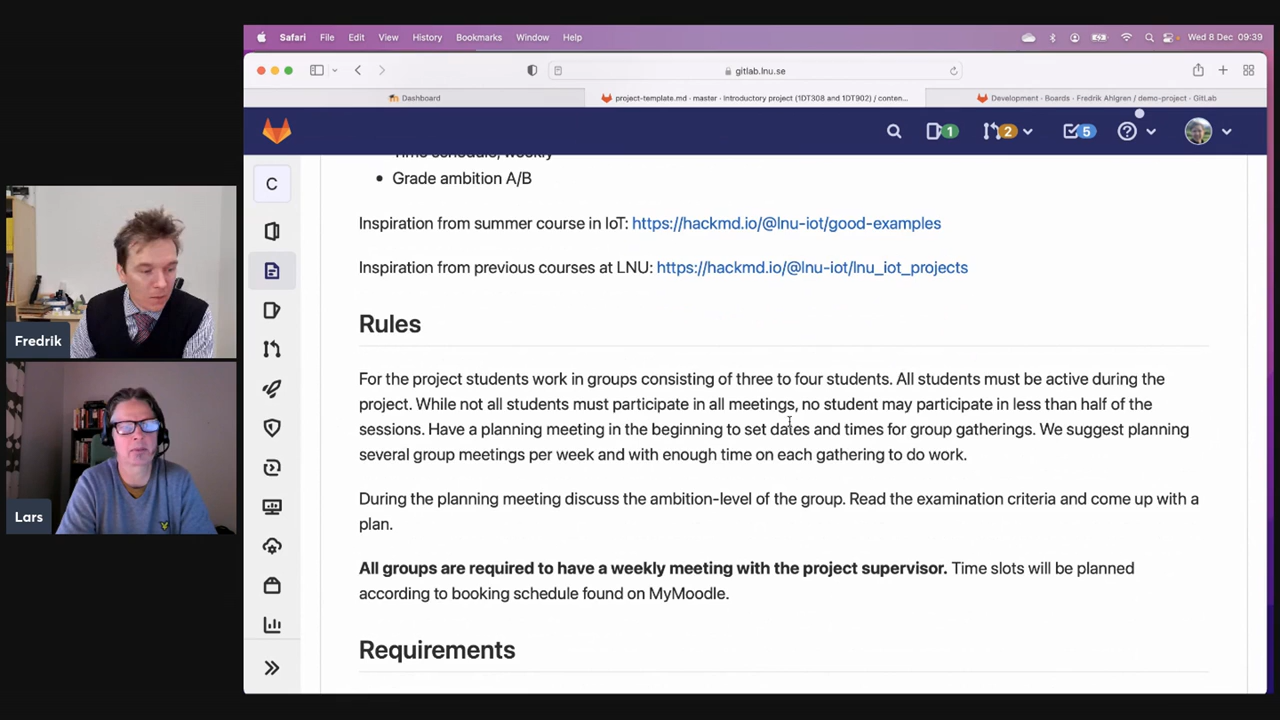 Safari File Edit View History Bookmarks Window Help Wed 8 Dec 09:39
gitlab.lnu.se
Dashboard project-template.md · master · Introductory project (1DT308 and 1DT902) / conten... Development · Boards · Fredrik Ahlgren / demo-project · GitLab
1 2 5
C
Time schedule, weekly
• Grade ambition A/B
Inspiration from summer course in IoT: https://hackmd.io/@lnu-iot/good-examples
Inspiration from previous courses at LNU: https://hackmd.io/@lnu-iot/lnu_iot_projects
Rules
For the project students work in groups consisting of three to four students. All students must be active during the
project. While not all students must participate in all meetings, no student may participate in less than half of the
sessions. Have a planning meeting in the beginning to set dates and times for group gatherings. We suggest planning
several group meetings per week and with enough time on each gathering to do work.
During the planning meeting discuss the ambition-level of the group. Read the examination criteria and come up with a
plan.
All groups are required to have a weekly meeting with the project supervisor. Time slots will be planned
according to booking schedule found on MyMoodle.
Requirements
Fredrik
Lars